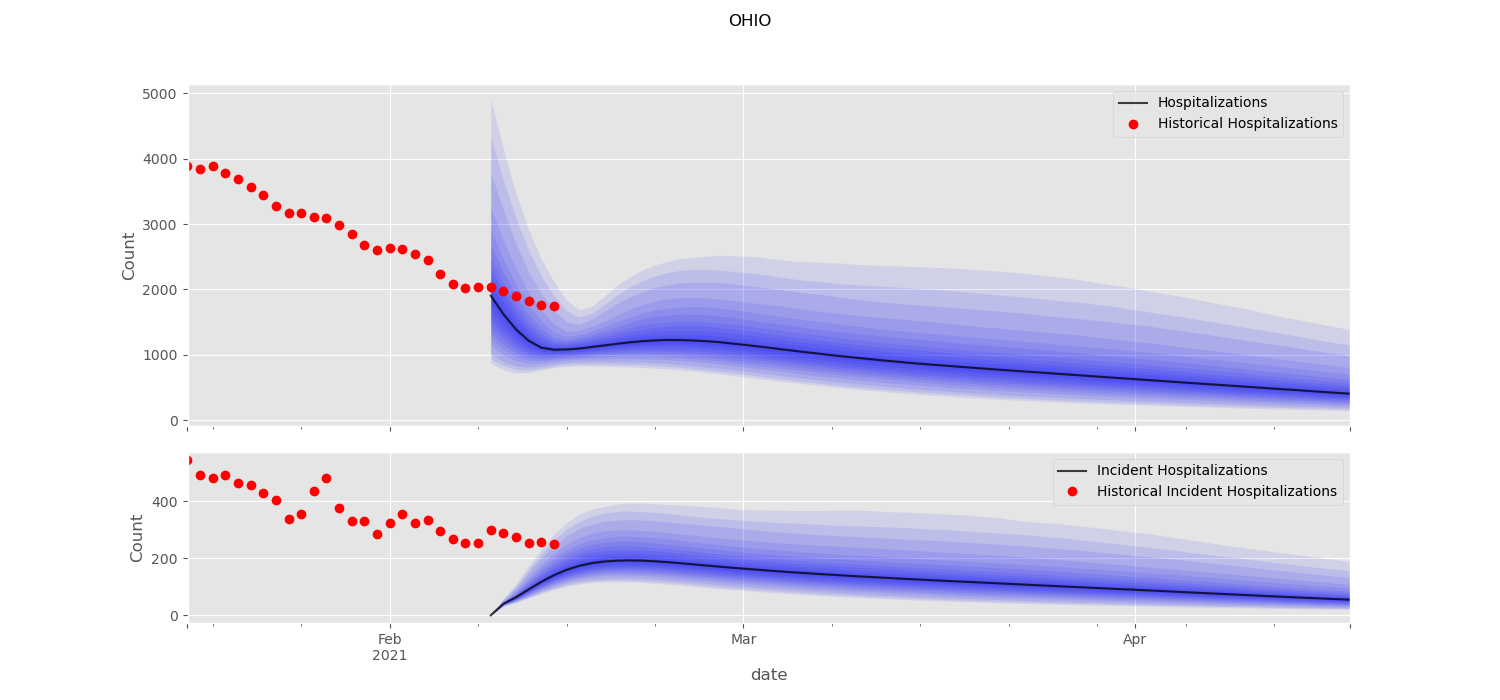 OHIO
5000
4000
3000
2000
1000
0
Count
Hospitalizations
Historical Hospitalizations
400
200
0
Count
Incident Hospitalizations
Historical Incident Hospitalizations
Feb
2021
Mar
Apr
date